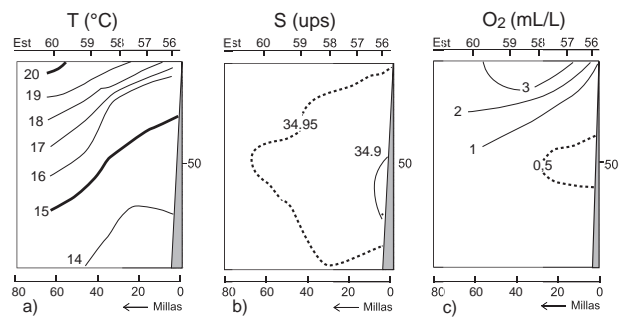 T (°C) S (ups) O2 (mL/L)
Est 60 59 58 57 56
Est 60 59 58 57 56
Est 60 59 58 57 56
20
19
18
17
16
15
14
50
80 60 40 20 0
a) Millas
34.95
34.9
50
80 60 40 20 0
b) Millas
3
2
1
0,5
50
80 60 40 20 0
c) Millas